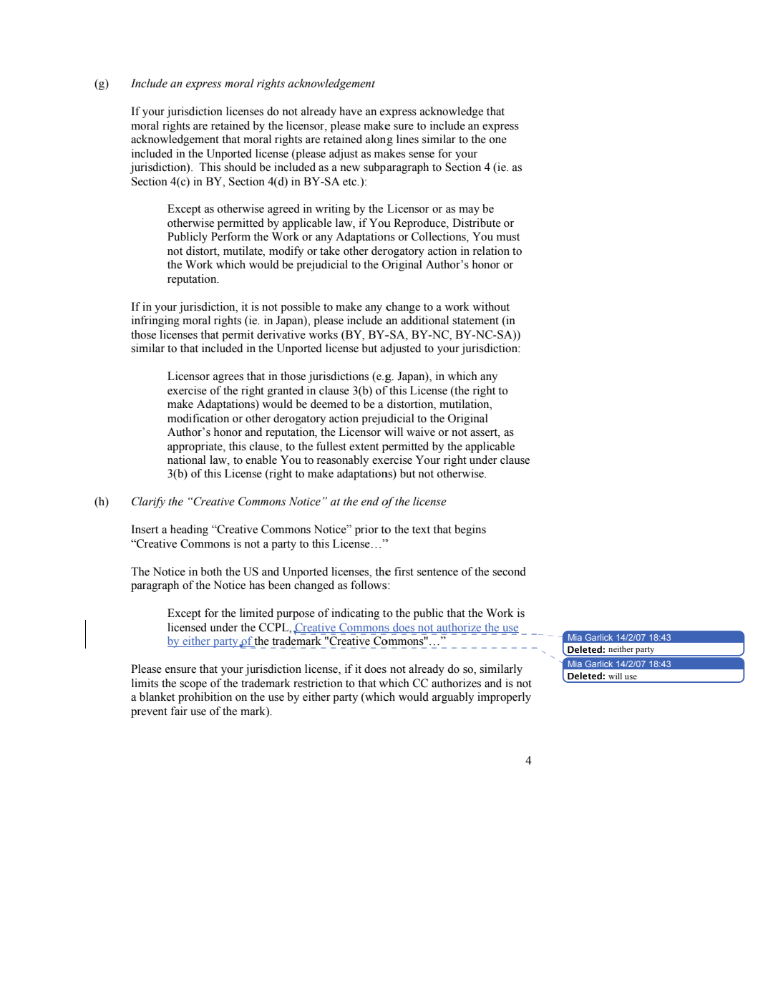 (g) Include an express moral rights acknowledgement
If your jurisdiction licenses do not already have an express acknowledge that
moral rights are retained by the licensor, please make sure to include an express
acknowledgement that moral rights are retained along lines similar to the one
included in the Unported license (please adjust as makes sense for your
jurisdiction).  This should be included as a new subparagraph to Section 4 (ie. as
Section 4(c) in BY, Section 4(d) in BY-SA etc.):
Except as otherwise agreed in writing by the Licensor or as may be
otherwise permitted by applicable law, if You Reproduce, Distribute or
Publicly Perform the Work or any Adaptations or Collections, You must
not distort, mutilate, modify or take other derogatory action in relation to
the Work which would be prejudicial to the Original Author’s honor or
reputation.
If in your jurisdiction, it is not possible to make any change to a work without
infringing moral rights (ie. in Japan), please include an additional statement (in
those licenses that permit derivative works (BY, BY-SA, BY-NC, BY-NC-SA))
similar to that included in the Unported license but adjusted to your jurisdiction:
Licensor agrees that in those jurisdictions (e.g. Japan), in which any
exercise of the right granted in clause 3(b) of this License (the right to
make Adaptations) would be deemed to be a distortion, mutilation,
modification or other derogatory action prejudicial to the Original
Author’s honor and reputation, the Licensor will waive or not assert, as
appropriate, this clause, to the fullest extent permitted by the applicable
national law, to enable You to reasonably exercise Your right under clause
3(b) of this License (right to make adaptations) but not otherwise.
(h) Clarify the “Creative Commons Notice” at the end of the license
Insert a heading “Creative Commons Notice” prior to the text that begins
“Creative Commons is not a party to this License…”
The Notice in both the US and Unported licenses, the first sentence of the second
paragraph of the Notice has been changed as follows:
Except for the limited purpose of indicating to the public that the Work is
licensed under the CCPL, Creative Commons does not authorize the use
by either party of the trademark "Creative Commons"…”
Mia Garlick 14/2/07 18:43
Deleted: neither party
Mia Garlick 14/2/07 18:43
Deleted: will use
Please ensure that your jurisdiction license, if it does not already do so, similarly
limits the scope of the trademark restriction to that which CC authorizes and is not
a blanket prohibition on the use by either party (which would arguably improperly
prevent fair use of the mark).
4